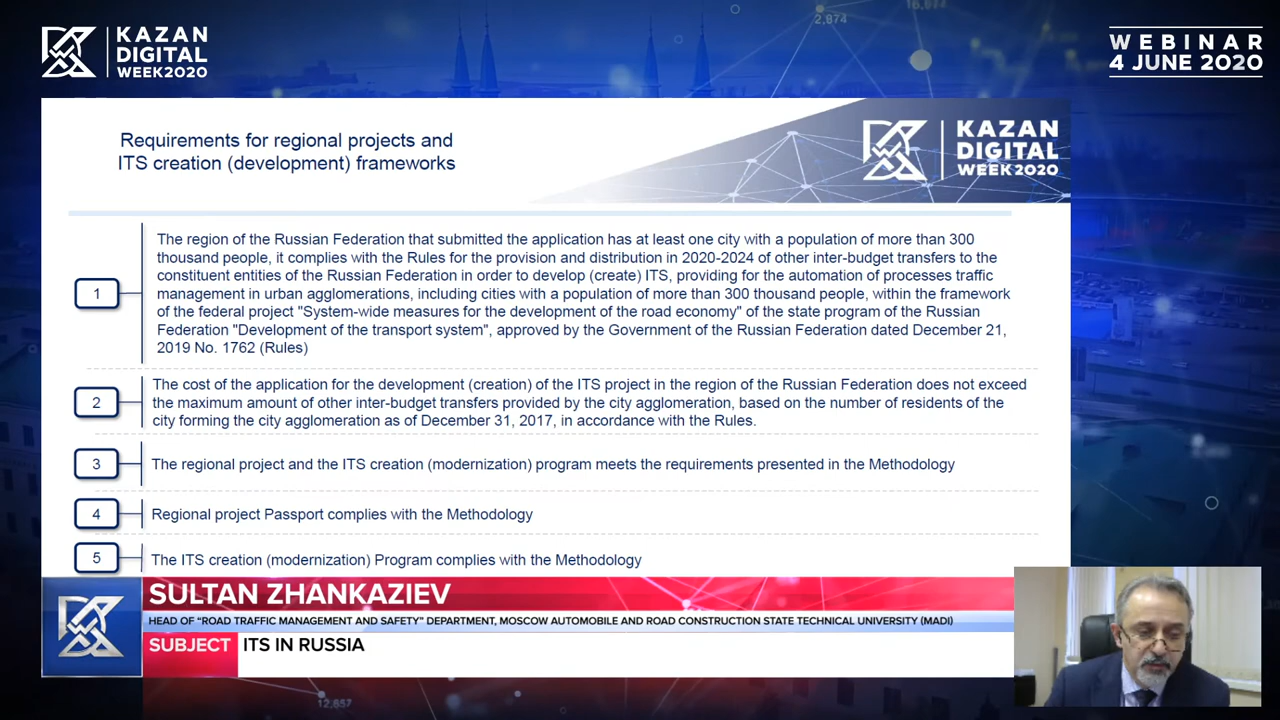 KAZAN
DIGITAL
WEEK2020
WEBINAR
4 JUNE 2020
2,874
16,874
Requirements for regional projects and
ITS creation (development) frameworks
KAZAN
DIGITAL
WEEK2020
1
The region of the Russian Federation that submitted the application has at least one city with a population of more than 300
thousand people, it complies with the Rules for the provision and distribution in 2020-2024 of other inter-budget transfers to the
constituent entities of the Russian Federation in order to develop (create) ITS, providing for the automation of processes traffic
management in urban agglomerations, including cities with a population of more than 300 thousand people, within the framework
of the federal project "System-wide measures for the development of the road economy" of the state program of the Russian
Federation "Development of the transport system", approved by the Government of the Russian Federation dated December 21,
2019 No. 1762 (Rules)
2
The cost of the application for the development (creation) of the ITS project in the region of the Russian Federation does not exceed
the maximum amount of other inter-budget transfers provided by the city agglomeration, based on the number of residents of the
city forming the city agglomeration as of December 31, 2017, in accordance with the Rules.
3
The regional project and the ITS creation (modernization) program meets the requirements presented in the Methodology
4
Regional project Passport complies with the Methodology
5
The ITS creation (modernization) Program complies with the Methodology
SULTAN ZHANKAZIEV
HEAD OF "ROAD TRAFFIC MANAGEMENT AND SAFETY" DEPARTMENT, MOSCOW AUTOMOBILE AND ROAD CONSTRUCTION STATE TECHNICAL UNIVERSITY (MADI)
SUBJECT ITS IN RUSSIA
12,657